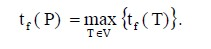 t_f(P) = max_{T∈V} {t_f(T)}.